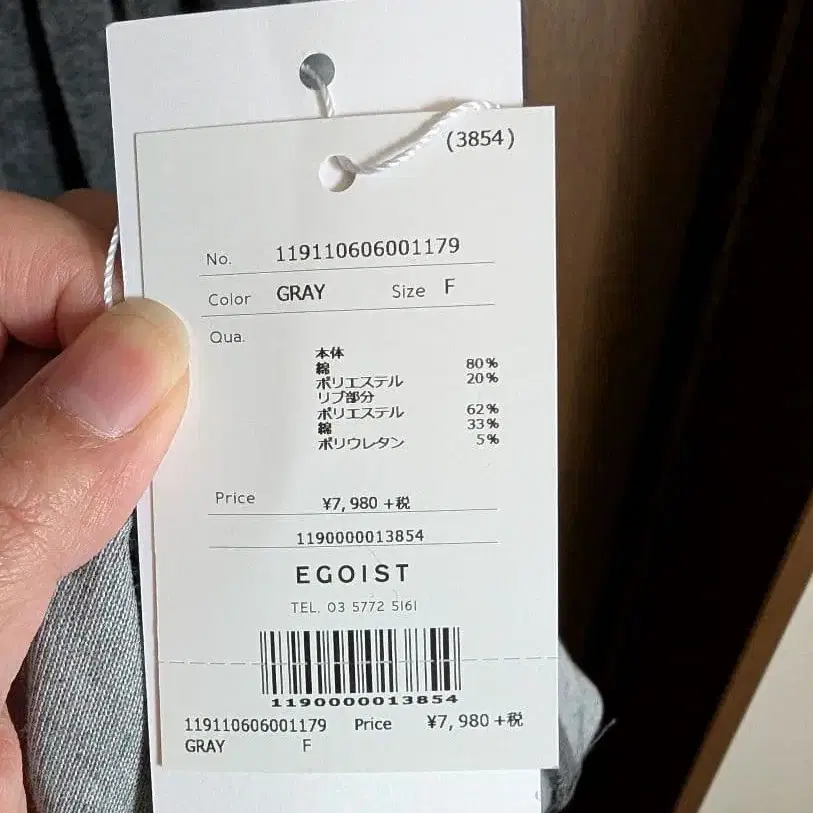 (3854)
No. 119110606001179
Color GRAY Size F
Qua.
本体
綿 80%
ポリエステル 20%
リブ部分
ポリエステル 62%
綿 33%
ポリウレタン 5%
Price ¥7,980 +税
1190000013854
EGOIST
TEL. 03 5772 5161
1190000013854
119110606001179 Price ¥7,980 +税
GRAY F